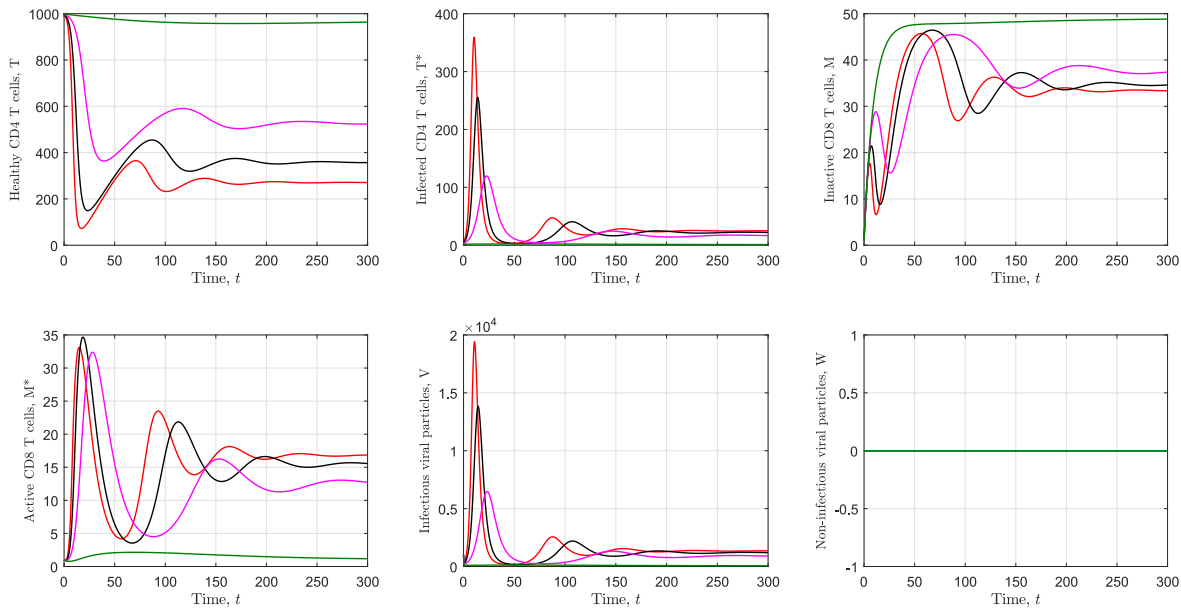 1000
800
600
400
200
0
Healthy CD4 T cells, T
0 50 100 150 200 250 300
Time, t
400
300
200
100
0
Infected CD4 T cells, T*
0 50 100 150 200 250 300
Time, t
50
40
30
20
10
0
Inactive CD8 T cells, M
0 50 100 150 200 250 300
Time, t
35
30
25
20
15
10
5
0
Active CD8 T cells, M*
0 50 100 150 200 250 300
Time, t
×10⁴
2
1.5
1
0.5
0
Infectious viral particles, V
0 50 100 150 200 250 300
Time, t
1
0.5
0
-0.5
-1
Non-infectious viral particles, W
0 50 100 150 200 250 300
Time, t